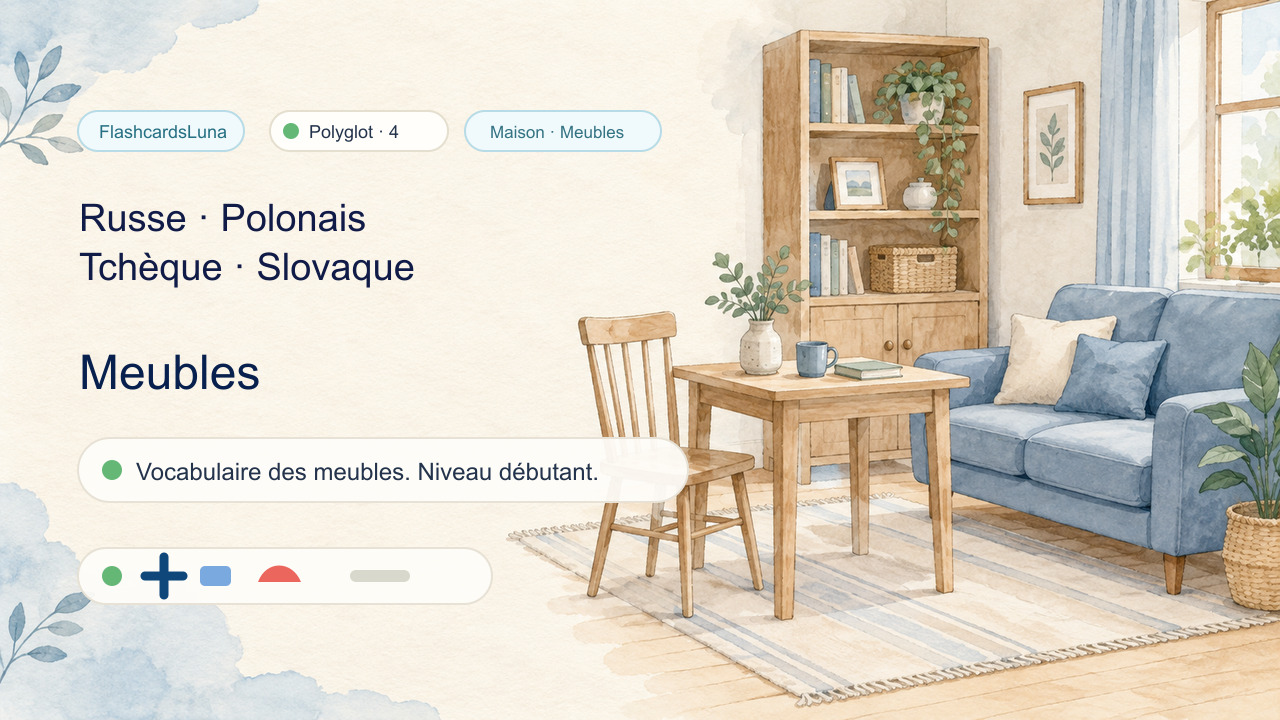 FlashcardsLuna
Polyglot · 4
Maison · Meubles
Russe · Polonais
Tchèque · Slovaque
Meubles
Vocabulaire des meubles. Niveau débutant.